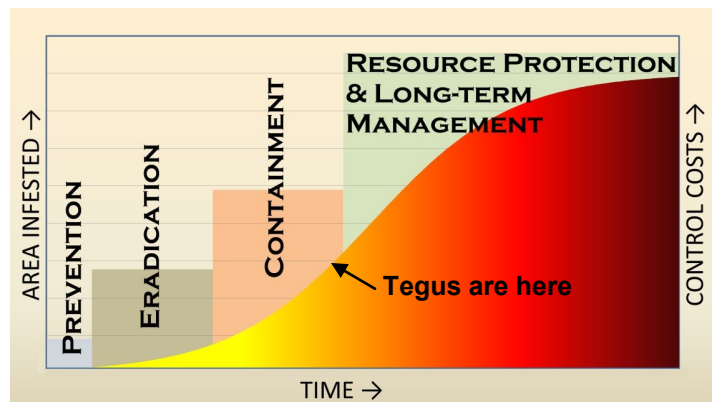 RESOURCE PROTECTION
& LONG-TERM
MANAGEMENT
CONTAINMENT
ERADICATION
PREVENTION
AREA INFESTED →
CONTROL COSTS →
Tegus are here
TIME →